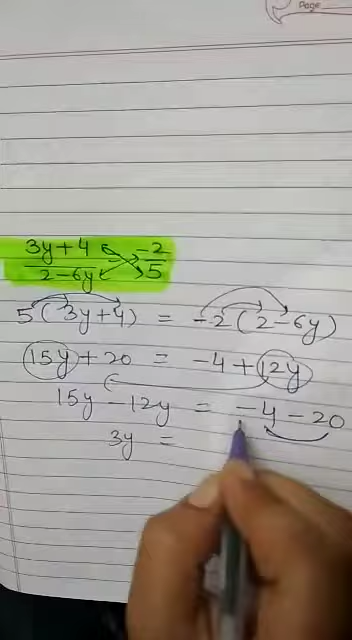 Page
3y+4 / 2-6y = -2 / 5
5(3y+4) = -2(2-6y)
15y+20 = -4+12y
15y-12y = -4-20
3y =